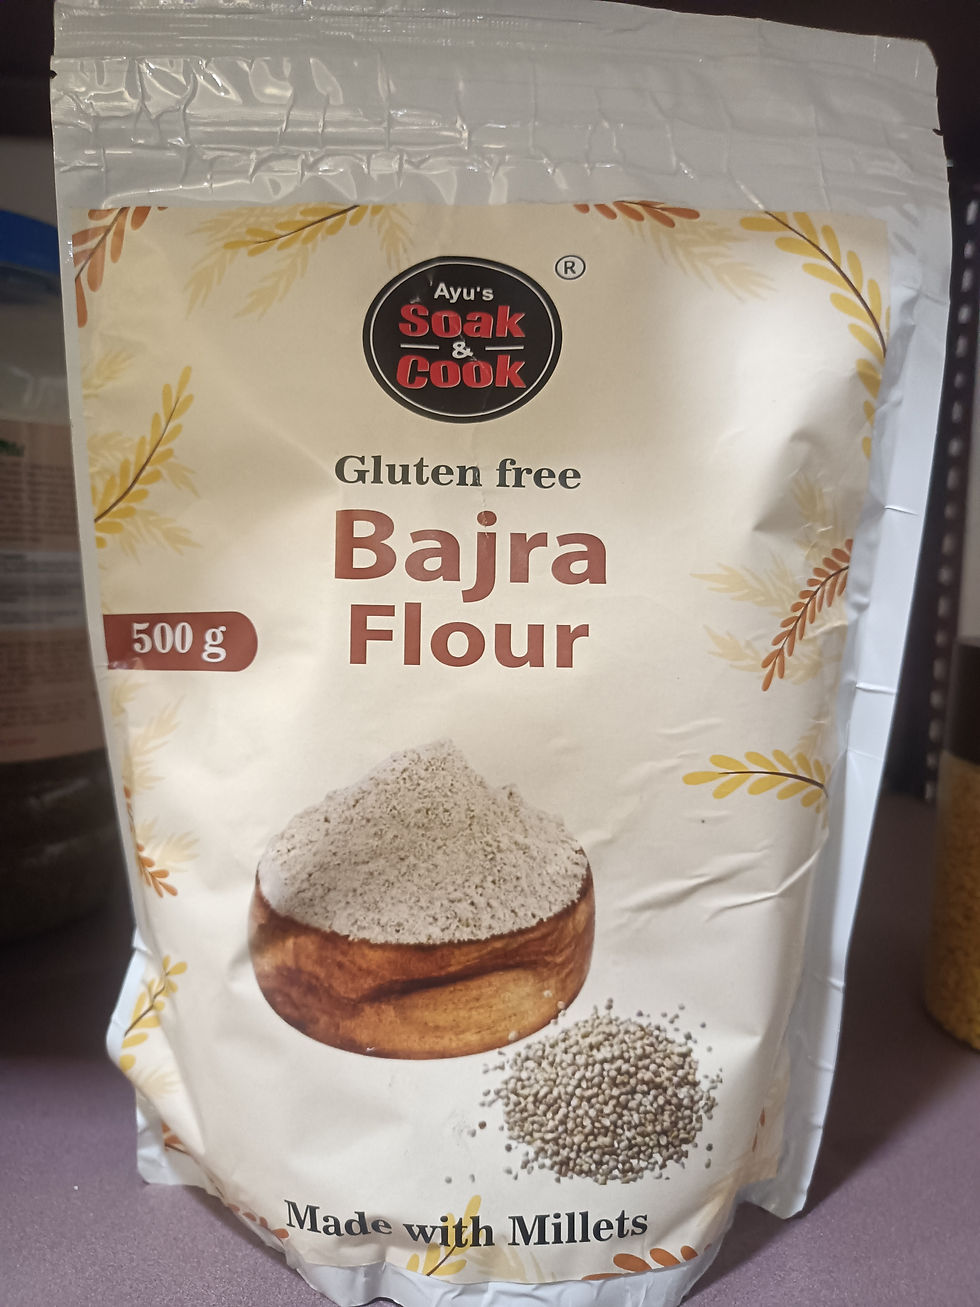 Ayu's
Soak
&
Cook
®
Gluten free
Bajra
Flour
500 g
Made with Millets